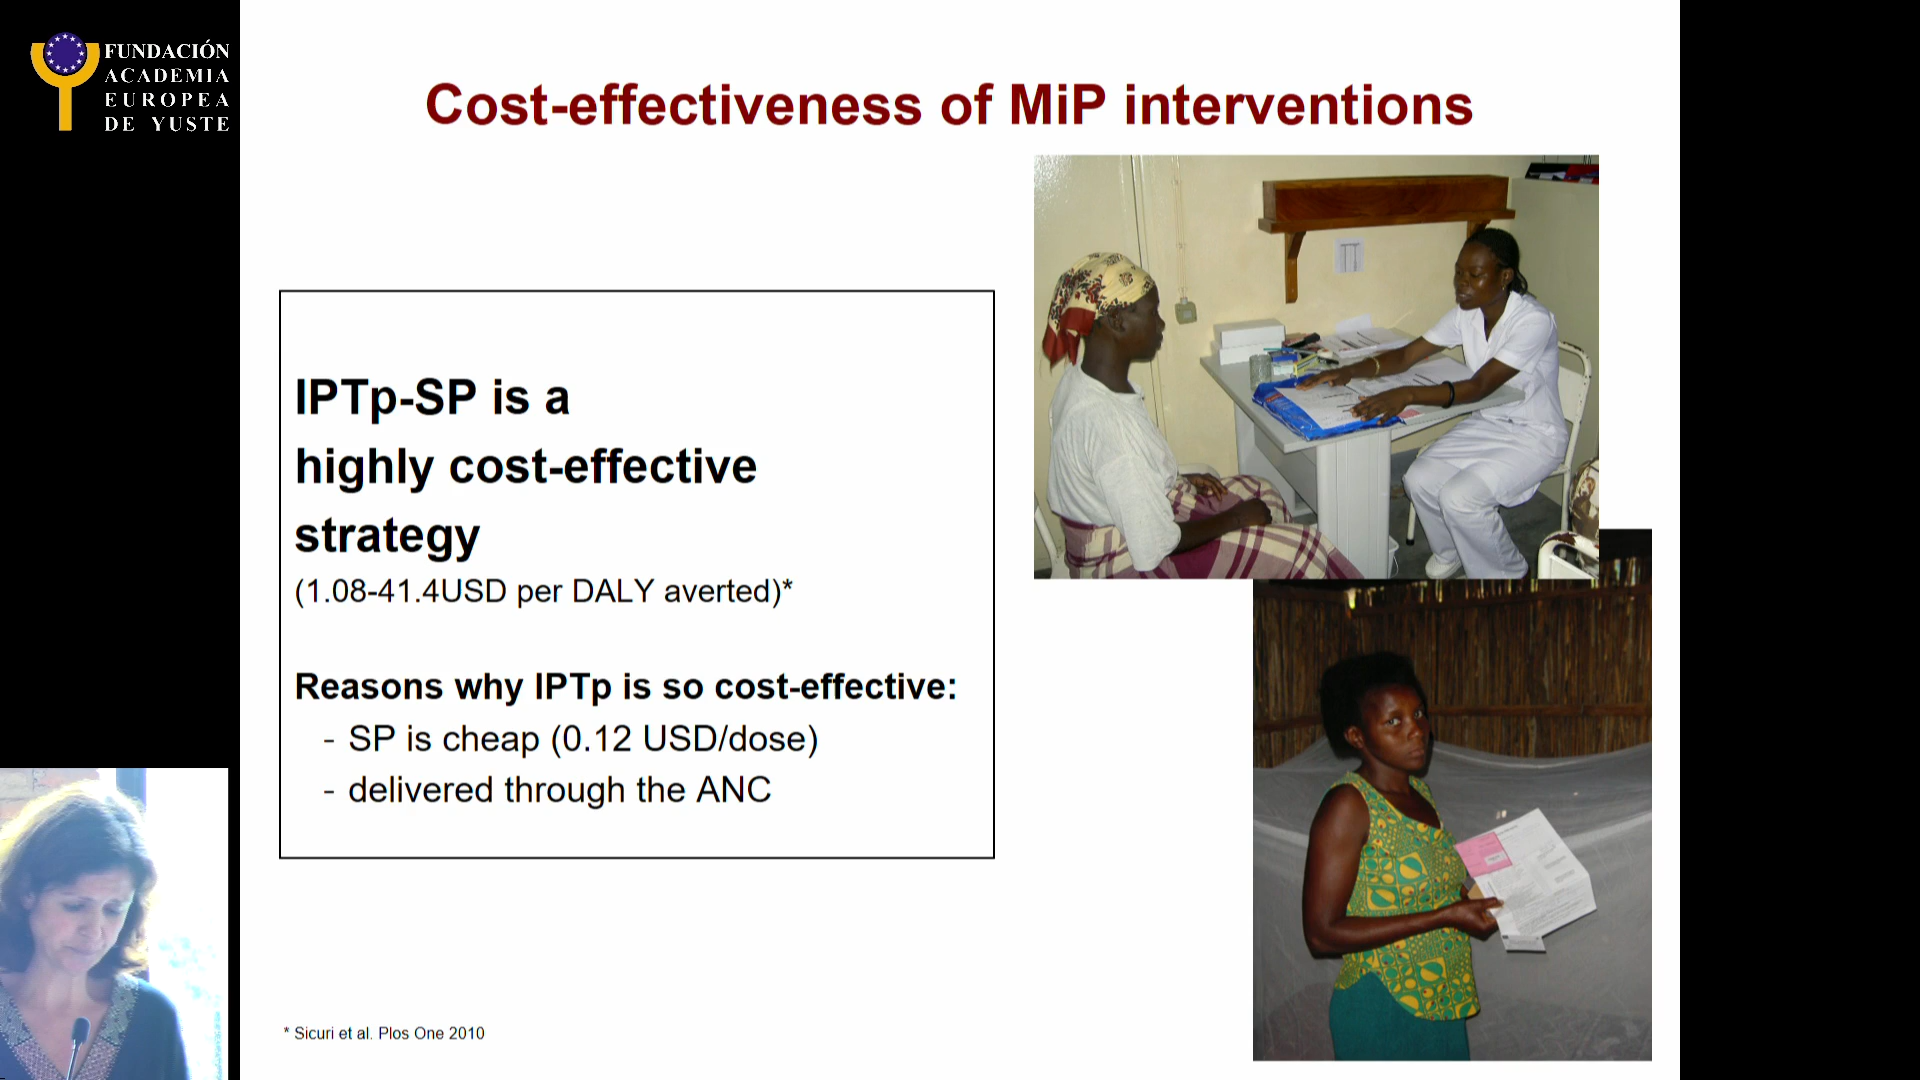 FUNDACIÓN
ACADEMIA
EUROPEA
DE YUSTE
Cost-effectiveness of MiP interventions
IPTp-SP is a
highly cost-effective
strategy
(1.08-41.4USD per DALY averted)*
Reasons why IPTp is so cost-effective:
- SP is cheap (0.12 USD/dose)
- delivered through the ANC
* Sicuri et al. Plos One 2010